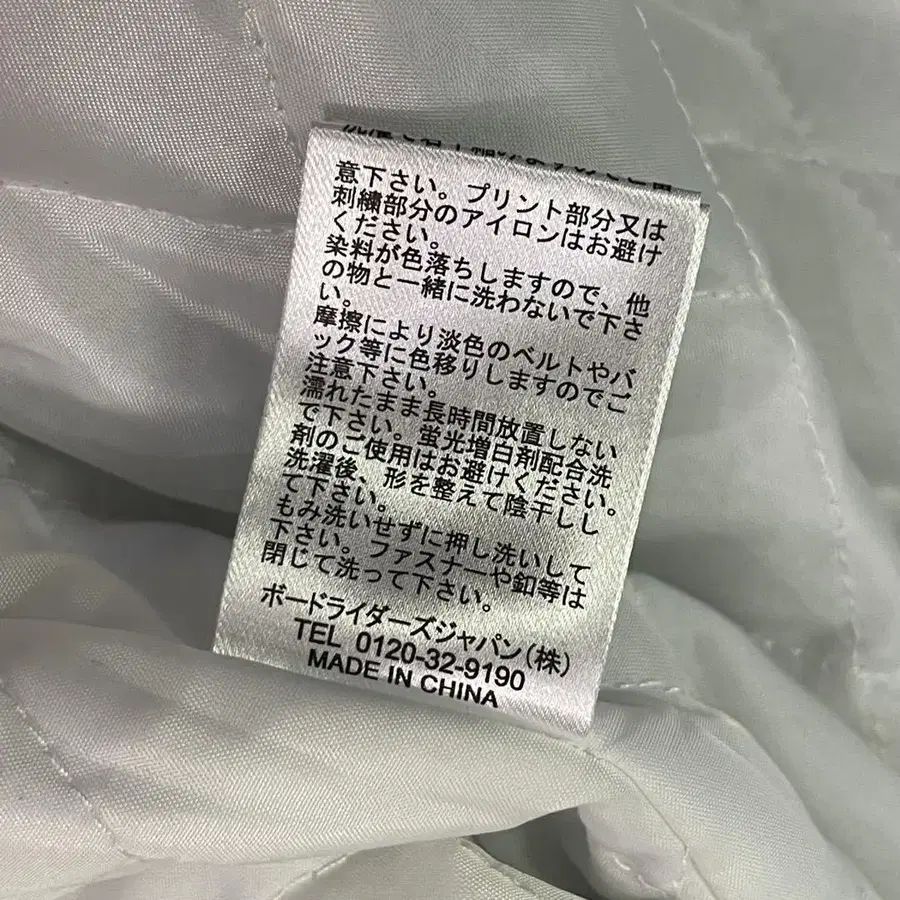 意下さい。プリント部分又は
刺繍部分のアイロンはお避け
ください。
染料が色落ちしますので、他
の物と一緒に洗わないで下さ
い。
摩擦により淡色のベルトやバ
ック等に色移りしますのでご
注意下さい。
濡れたまま長時間放置しない
で下さい。蛍光増白剤配合洗
剤のご使用はお避けください。
洗濯後、形を整えて陰干しし
て下さい。
もみ洗いせずに押し洗いして
下さい。ファスナーや釦等は
閉じて洗って下さい。
ボードライダーズジャパン(株)
TEL 0120-32-9190
MADE IN CHINA